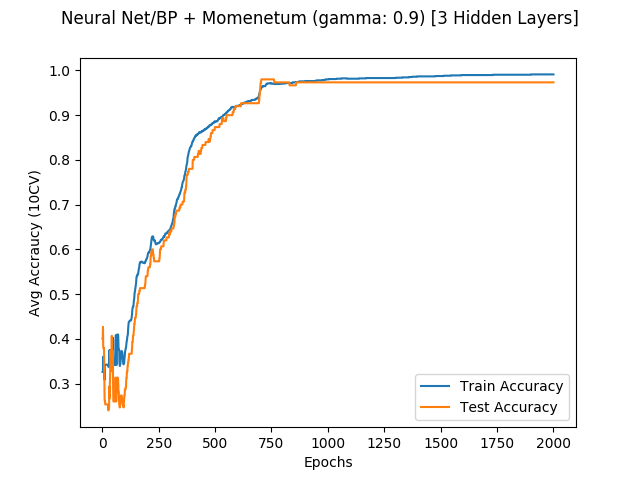 Neural Net/BP + Momenetum (gamma: 0.9) [3 Hidden Layers]
1.0
0.9
0.8
0.7
0.6
0.5
0.4
0.3
Avg Accraucy (10CV)
Train Accuracy
Test Accuracy
0 250 500 750 1000 1250 1500 1750 2000
Epochs